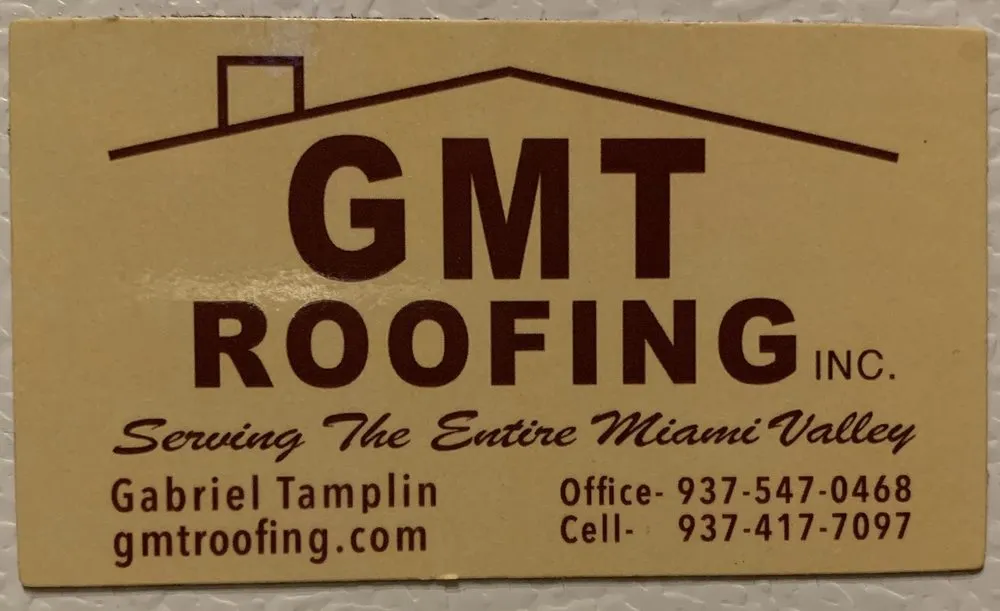 GMT
ROOFING INC.
Serving The Entire Miami Valley
Gabriel Tamplin
gmtroofing.com
Office- 937-547-0468
Cell- 937-417-7097